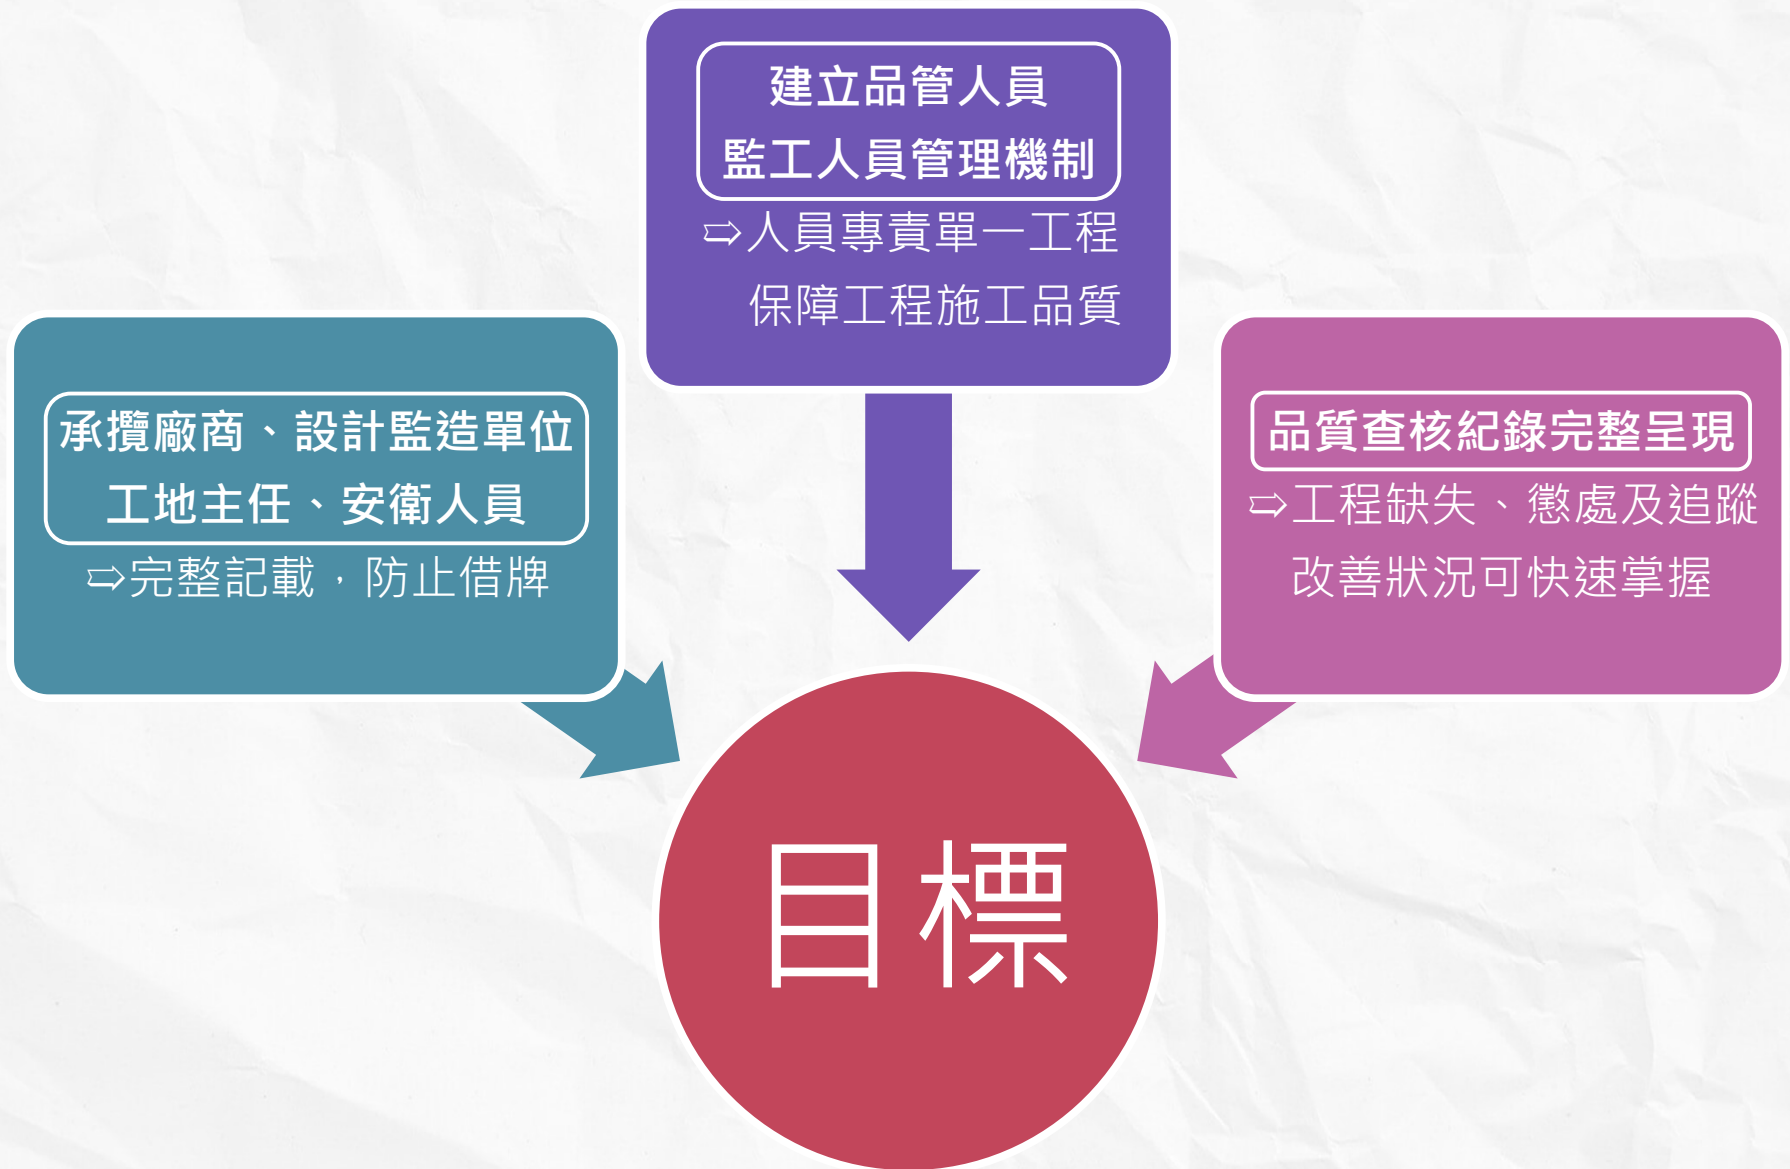 建立品管人員
監工人員管理機制
⇨人員專責單一工程
保障工程施工品質
承攬廠商、設計監造單位
工地主任、安衛人員
⇨完整記載，防止借牌
品質查核紀錄完整呈現
⇨工程缺失、懲處及追蹤
改善狀況可快速掌握
目標